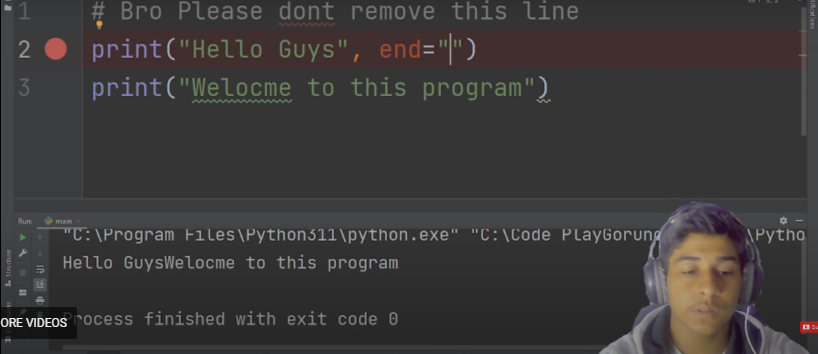 1 # Bro Please dont remove this line
2 print("Hello Guys", end="")
3 print("Welocme to this program")
Run: main
"C:\Program Files\Python311\python.exe" "C:\Code PlayGoroun \Pytho
Hello GuysWelocme to this program
Structure
ORE VIDEOS
Process finished with exit code 0